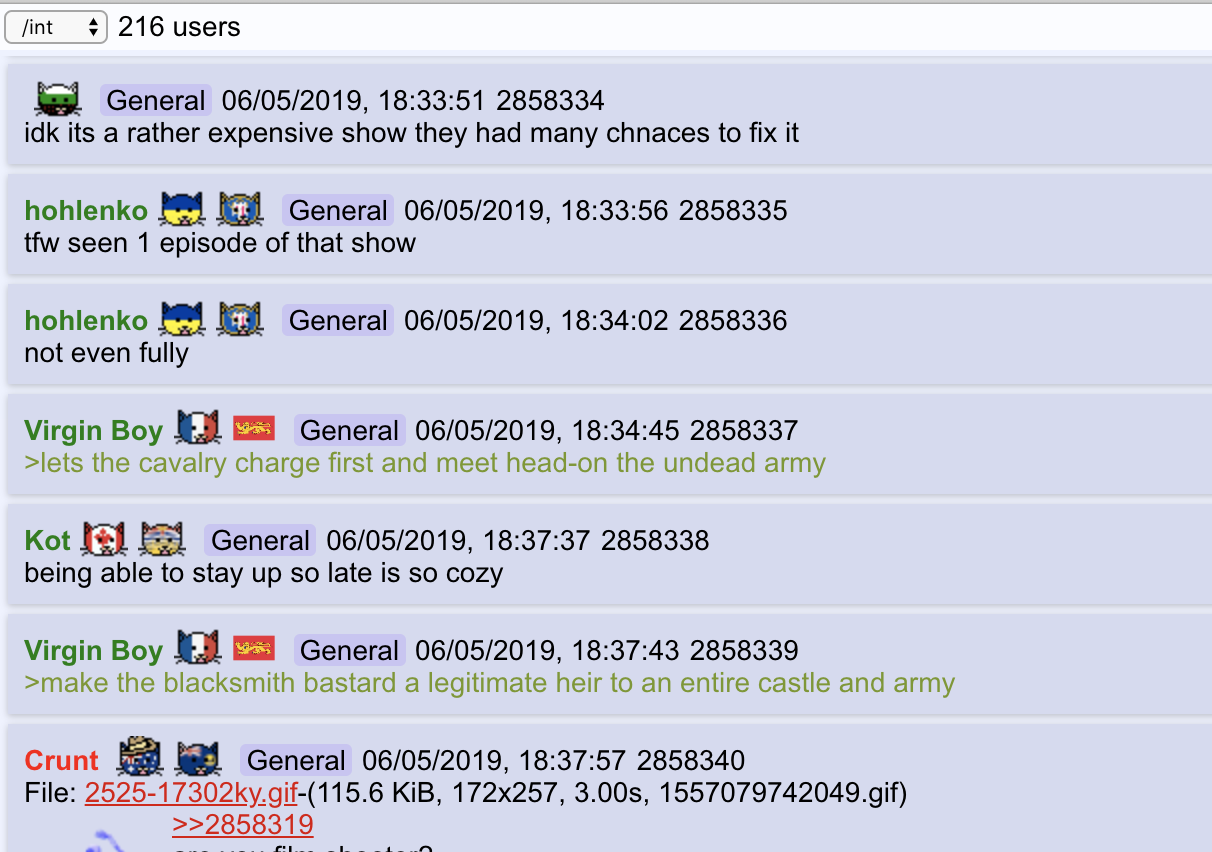 /int 216 users
General 06/05/2019, 18:33:51 2858334
idk its a rather expensive show they had many chnaces to fix it
hohlenko General 06/05/2019, 18:33:56 2858335
tfw seen 1 episode of that show
hohlenko General 06/05/2019, 18:34:02 2858336
not even fully
Virgin Boy General 06/05/2019, 18:34:45 2858337
>lets the cavalry charge first and meet head-on the undead army
Kot General 06/05/2019, 18:37:37 2858338
being able to stay up so late is so cozy
Virgin Boy General 06/05/2019, 18:37:43 2858339
>make the blacksmith bastard a legitimate heir to an entire castle and army
Crunt General 06/05/2019, 18:37:57 2858340
File: 2525-17302ky.gif-(115.6 KiB, 172x257, 3.00s, 1557079742049.gif)
>>2858319
are you film shooter?